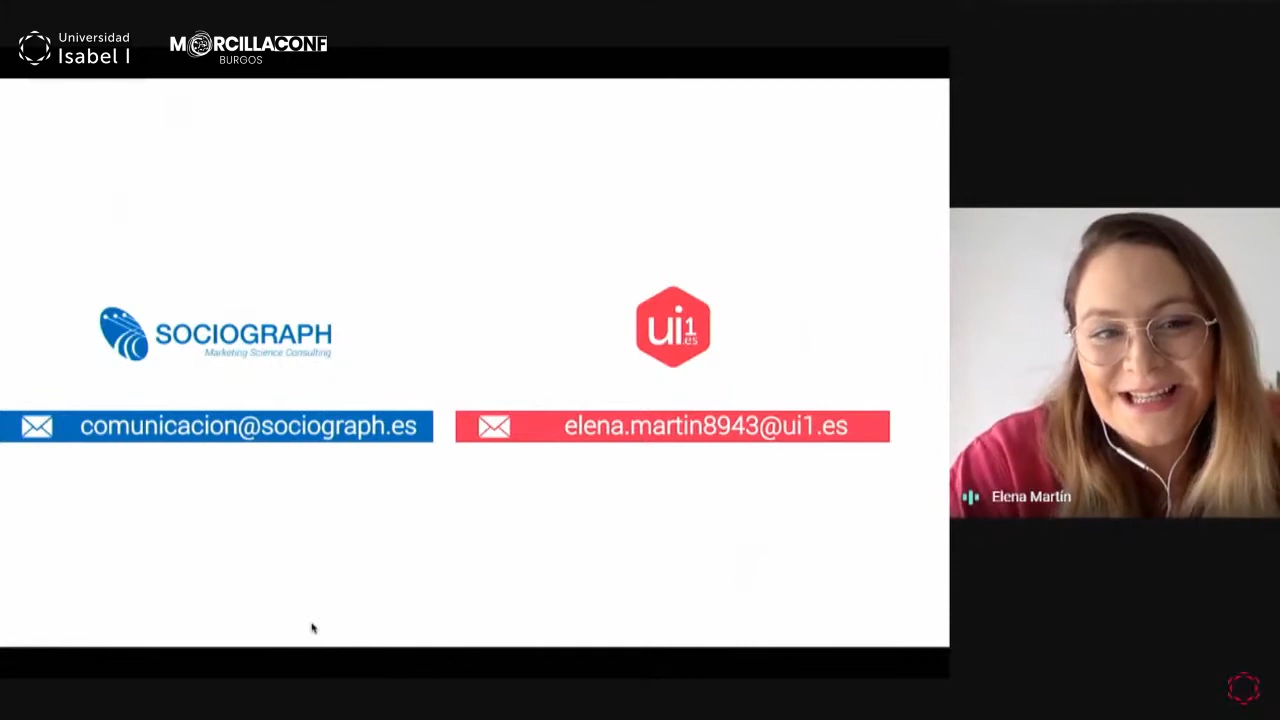 Universidad
Isabel I
MORCILLACONF
BURGOS
SOCIOGRAPH
Marketing Science Consulting
ui1
.es
comunicacion@sociograph.es
elena.martin8943@ui1.es
Elena Martín